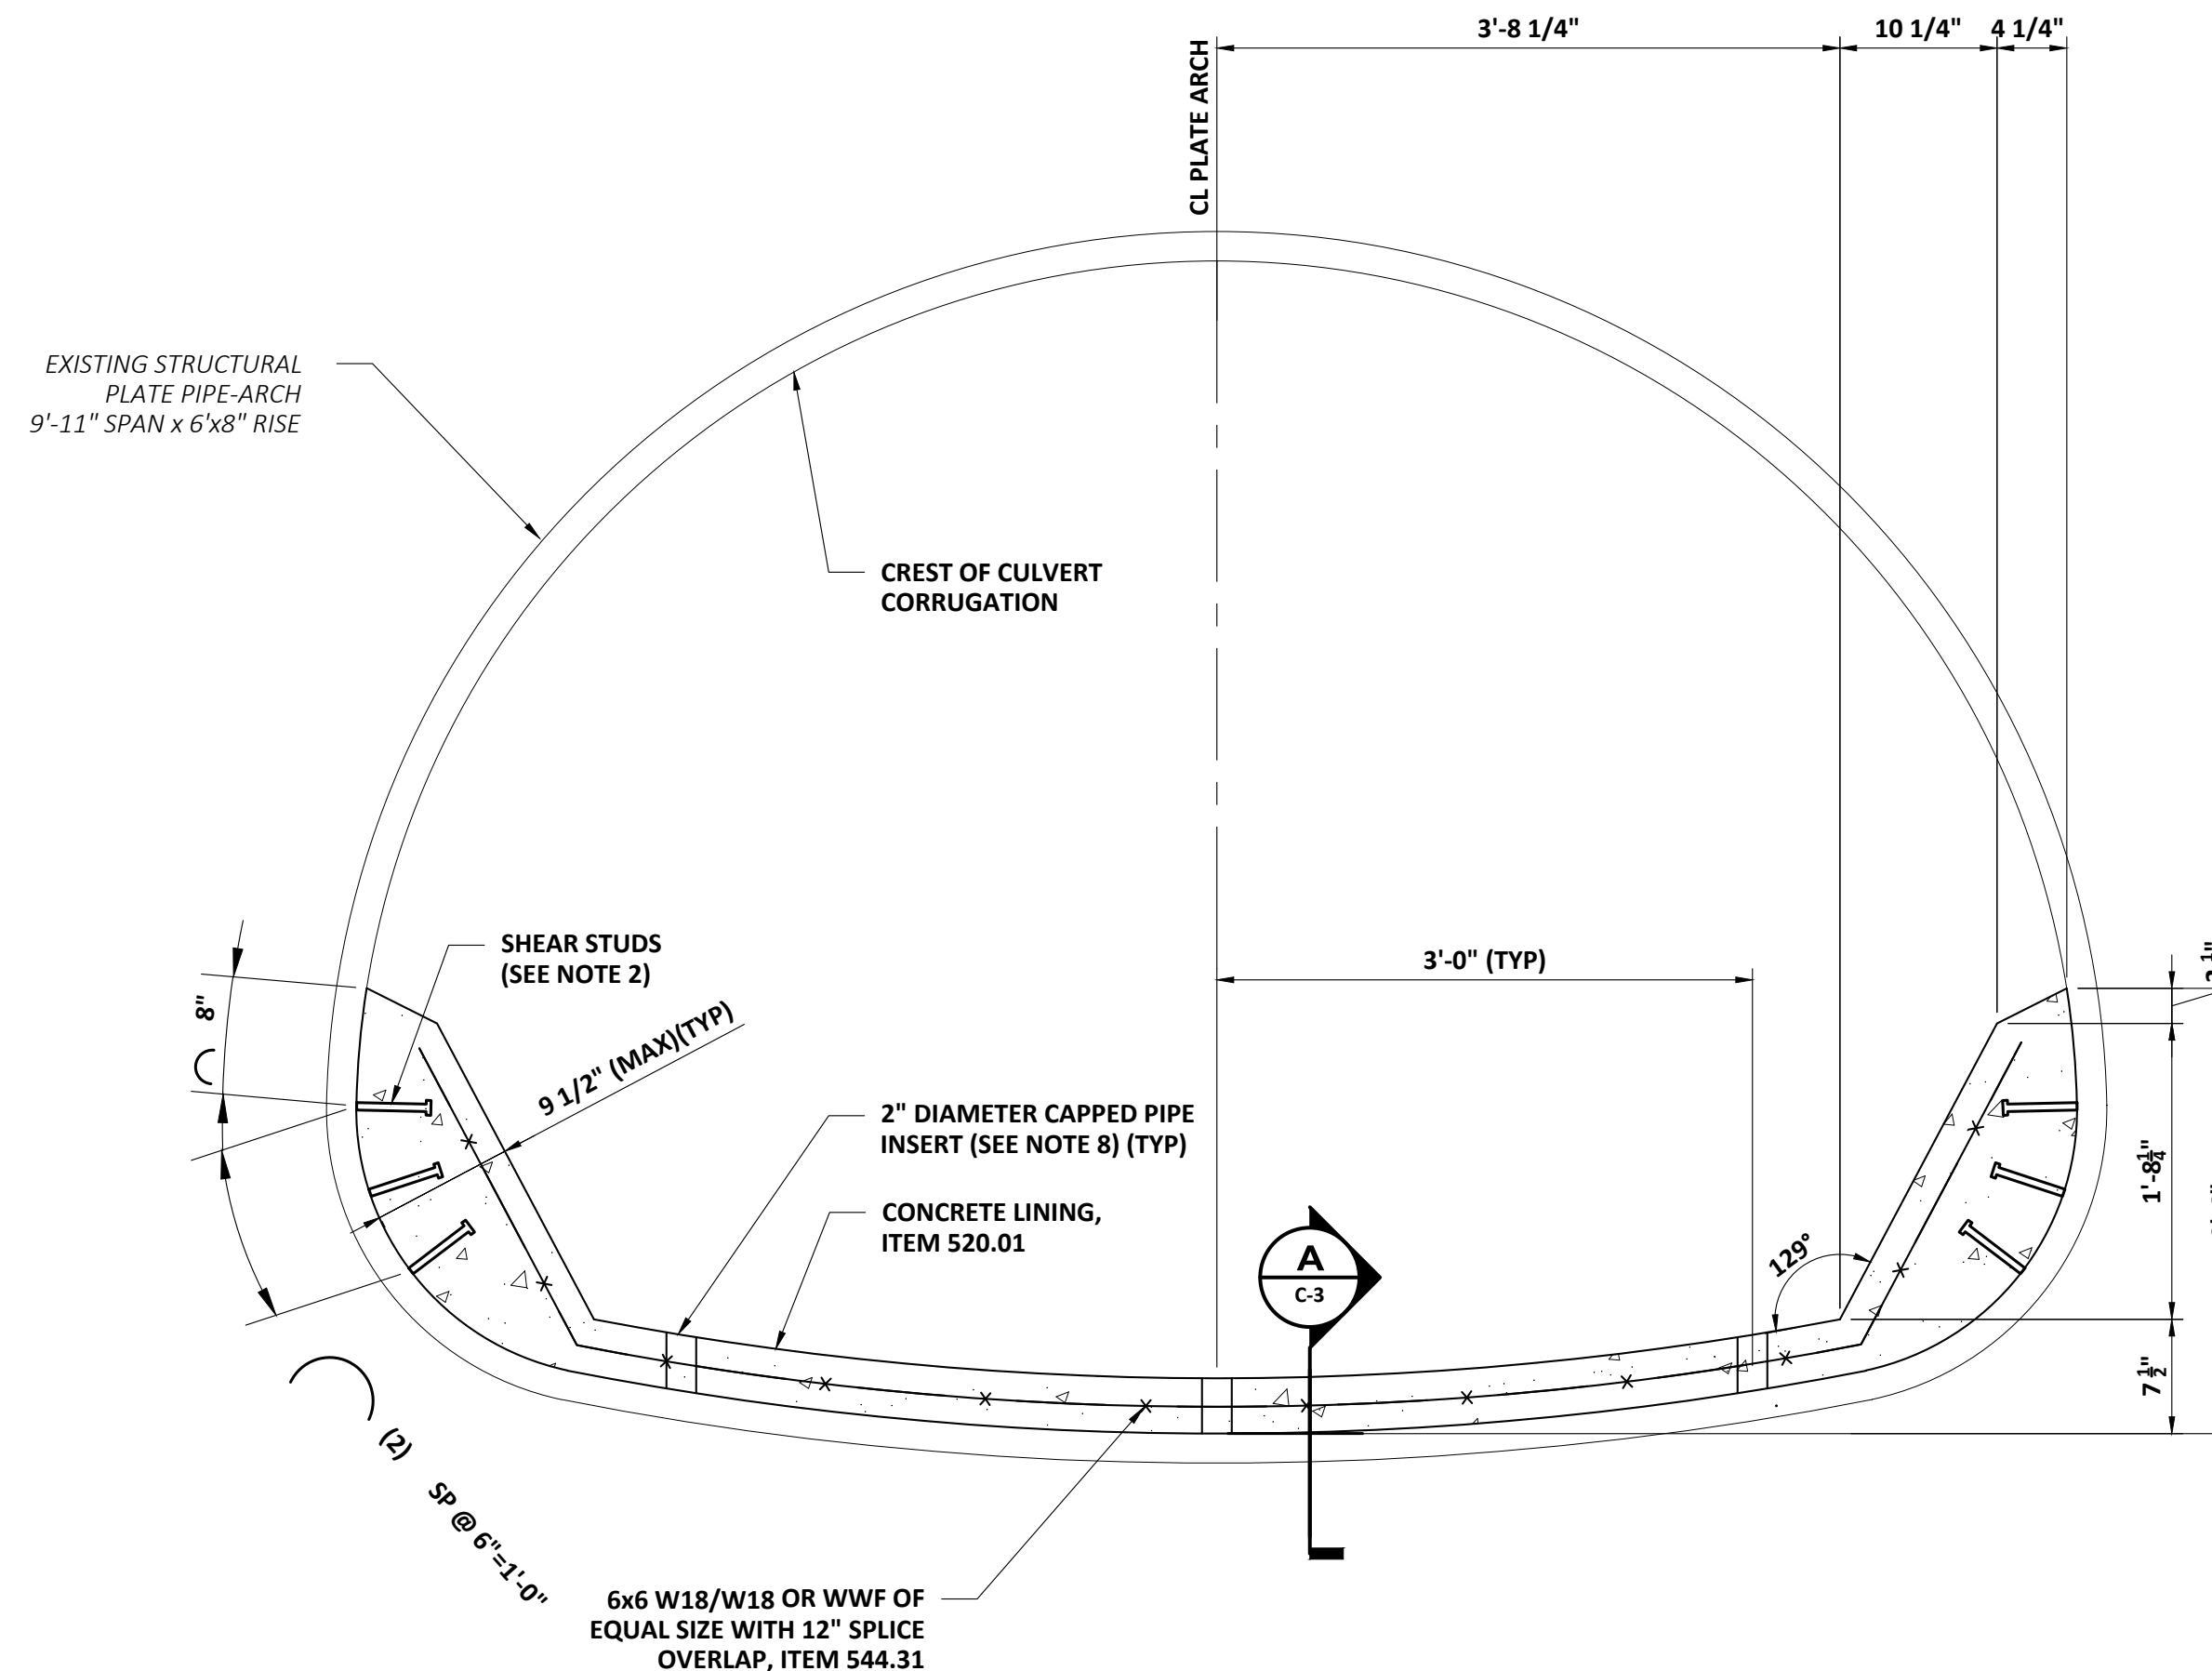 3'-8 1/4"
10 1/4"
4 1/4"
CL PLATE ARCH
EXISTING STRUCTURAL
PLATE PIPE-ARCH
9'-11" SPAN x 6'x8" RISE
CREST OF CULVERT
CORRUGATION
SHEAR STUDS
(SEE NOTE 2)
8"
9 1/2" (MAX)(TYP)
3'-0" (TYP)
2" DIAMETER CAPPED PIPE
INSERT (SEE NOTE 8) (TYP)
CONCRETE LINING,
ITEM 520.01
A
C-3
129°
1'-8 1/4"
7 1/2"
(2) SP @ 6"=1'-0"
6x6 W18/W18 OR WWF OF
EQUAL SIZE WITH 12" SPLICE
OVERLAP, ITEM 544.31